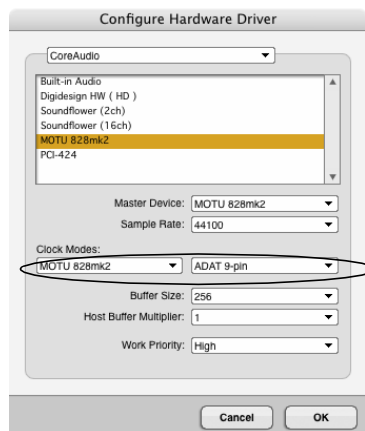 Configure Hardware Driver
CoreAudio
Built-in Audio
Digidesign HW ( HD )
Soundflower (2ch)
Soundflower (16ch)
MOTU 828mk2
PCI-424
Master Device: MOTU 828mk2
Sample Rate: 44100
Clock Modes:
MOTU 828mk2 ADAT 9-pin
Buffer Size: 256
Host Buffer Multiplier: 1
Work Priority: High
Cancel OK